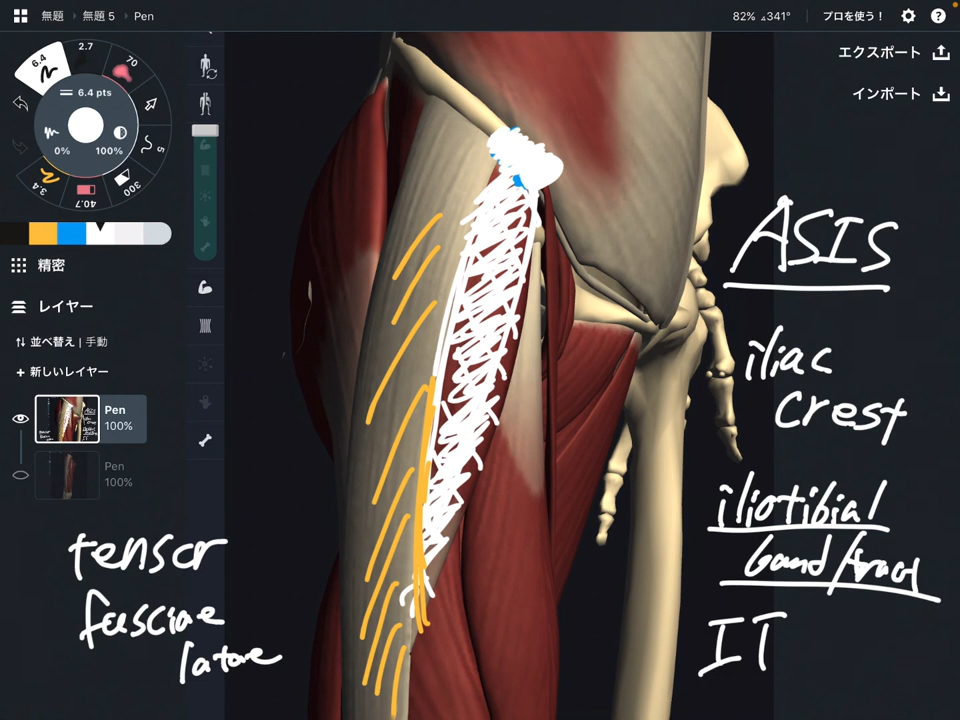 無題 無題 5 Pen
82% ⊿341°
プロを使う!
エクスポート
インポート
2.7
6.4
70
6.4 pts
0% 100%
5
3.4
40.7
300
精密
レイヤー
並べ替え | 手動
+ 新しいレイヤー
Pen
100%
Pen
100%
ASIS
iliac
crest
iliotibial
band/tract
IT
tensor
fasciae
latae